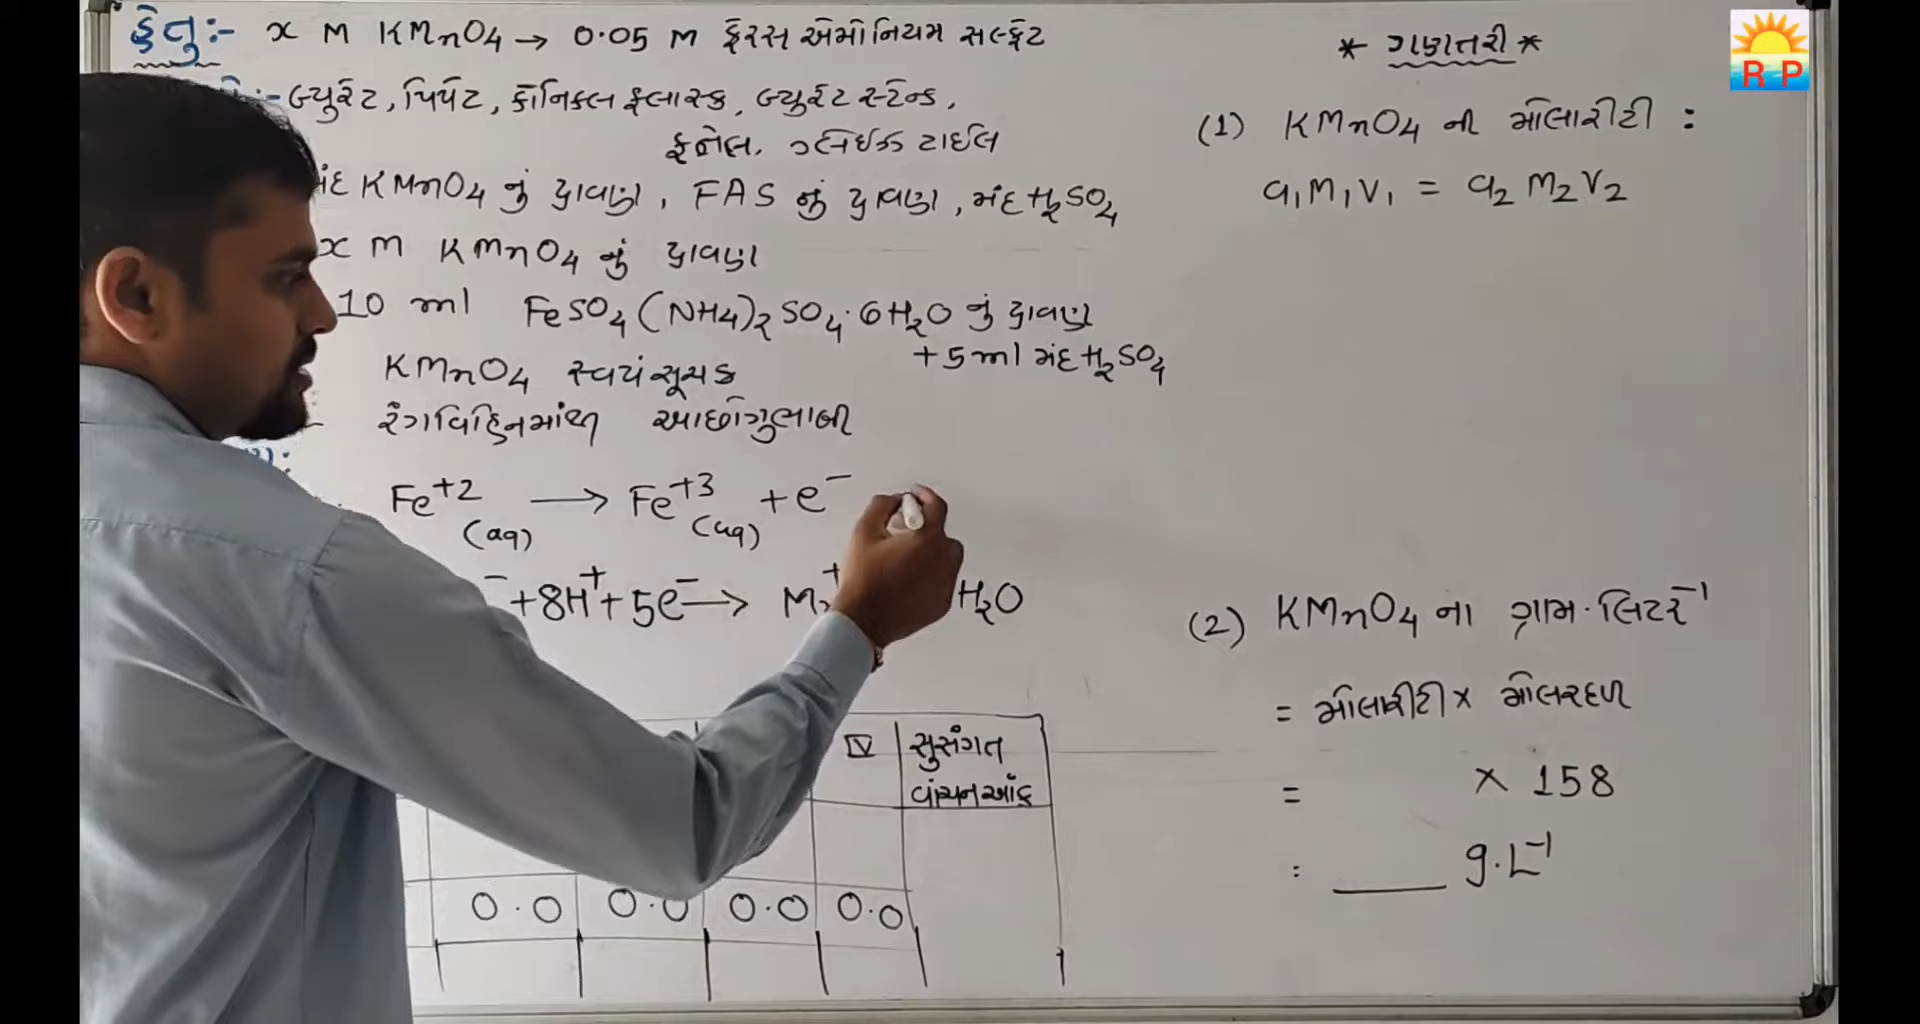 હેતુ:- x M KMnO4 → 0.05 M ફેરસ એમોનિયમ સલ્ફેટ
:- બ્યુરેટ, પિપેટ, કોનિકલ ફ્લાસ્ક, બ્યુરેટ સ્ટેન્ડ,
ફનેલ, ગ્લેઈઝ ટાઈલ
મંદ KMnO4 નું દ્રાવણ, FAS નું દ્રાવણ, મંદ H2SO4
x M KMnO4 નું દ્રાવણ
10 ml FeSO4(NH4)2SO4·6H2O નું દ્રાવણ
+5ml મંદ H2SO4
KMnO4 સ્વયંસૂચક
રંગવિહિનમાંથી આછોગુલાબી
Fe+2(aq) → Fe+3(aq) + e-
- +8H+ +5e- → Mn+ H2O
IV સુસંગત
વાંચનઆંક
0.0 0.0 0.0 0.0
* ગણતરી *
(1) KMnO4 ની મોલારીટી :
a1M1V1 = a2M2V2
(2) KMnO4 ના ગ્રામ.લિટર-1
= મોલારીટી x મોલરદળ
= x 158
: ____ g.L-1
R P